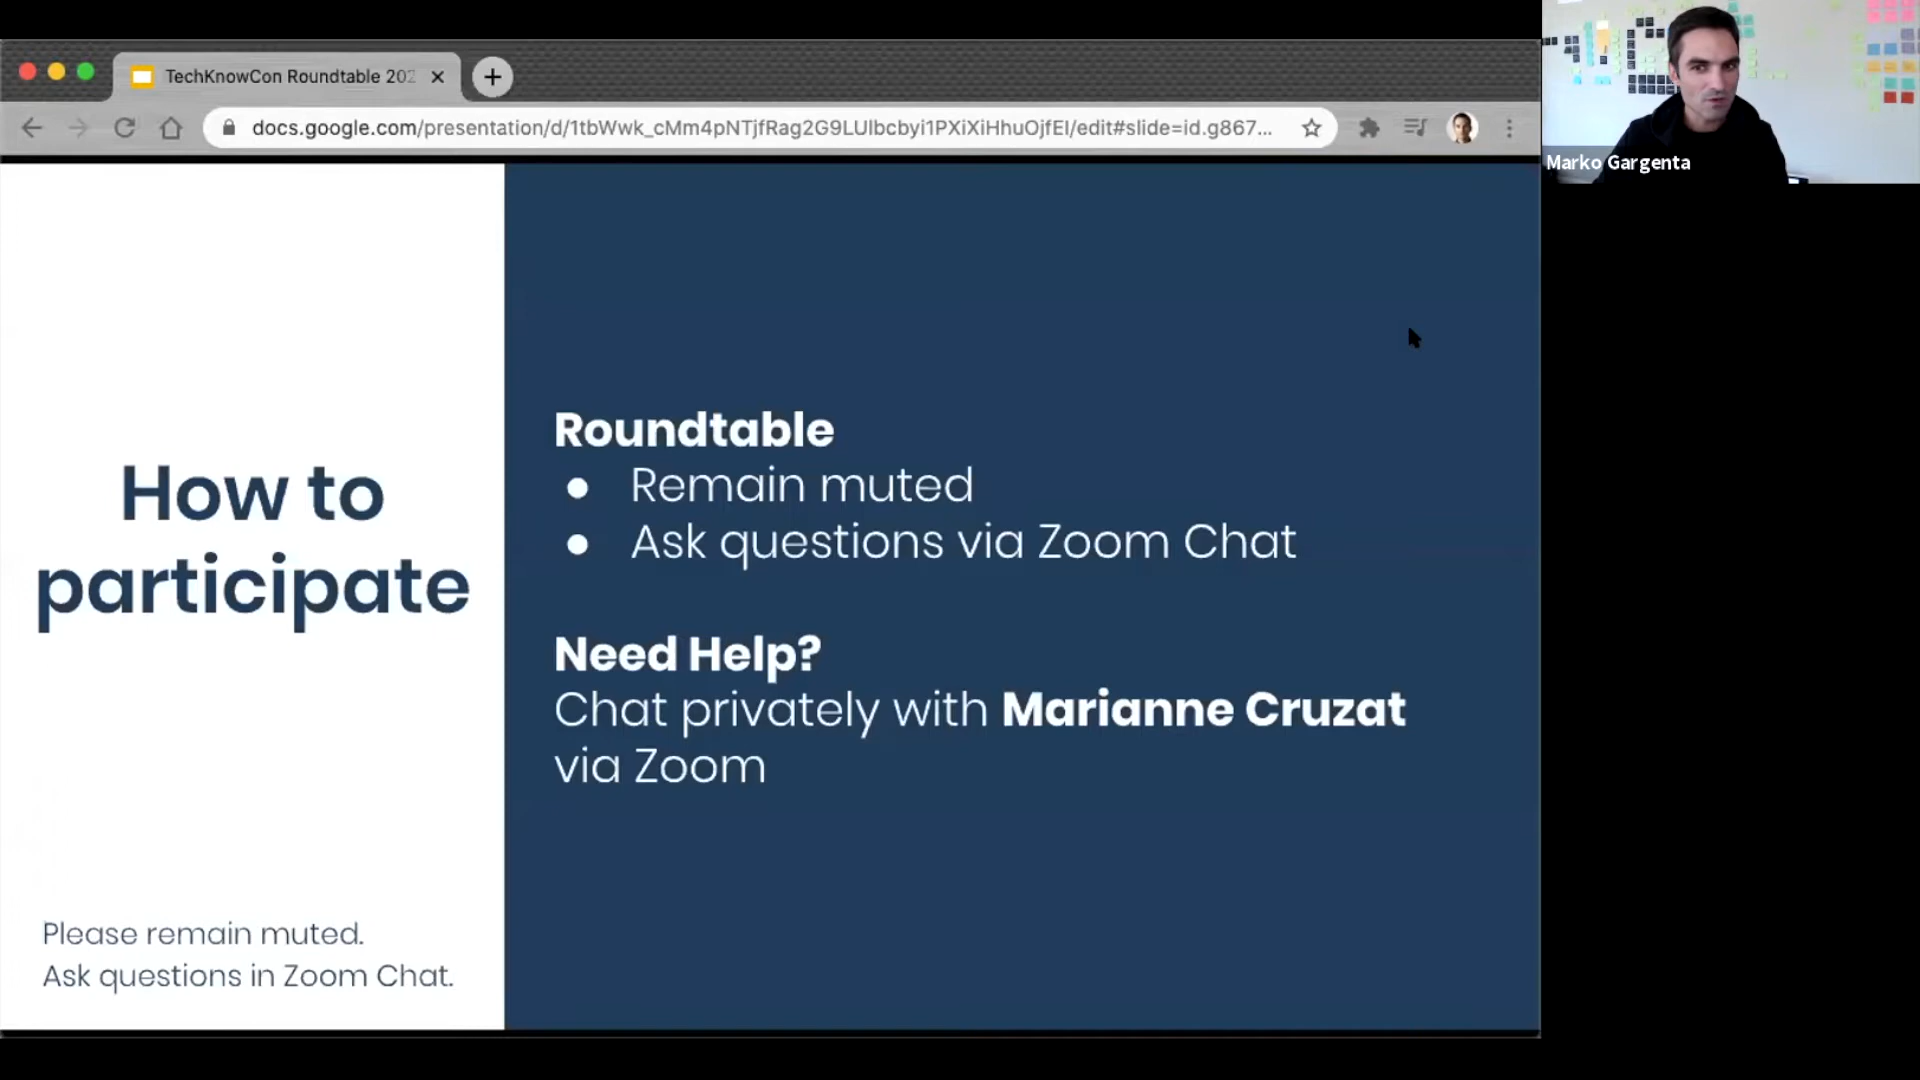 TechKnowCon Roundtable 202
docs.google.com/presentation/d/1tbWwk_cMm4pNTjfRag2G9LUlbcbyi1PXiXiHhuOjfEI/edit#slide=id.g867...
Marko Gargenta
How to
participate
Please remain muted.
Ask questions in Zoom Chat.
Roundtable
● Remain muted
● Ask questions via Zoom Chat
Need Help?
Chat privately with Marianne Cruzat
via Zoom